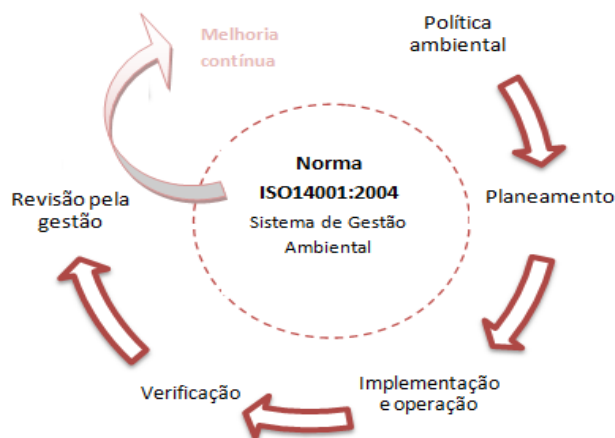 Melhoria
contínua
Política
ambiental
Norma
ISO14001:2004
Sistema de Gestão
Ambiental
Planeamento
Implementação
e operação
Verificação
Revisão pela
gestão